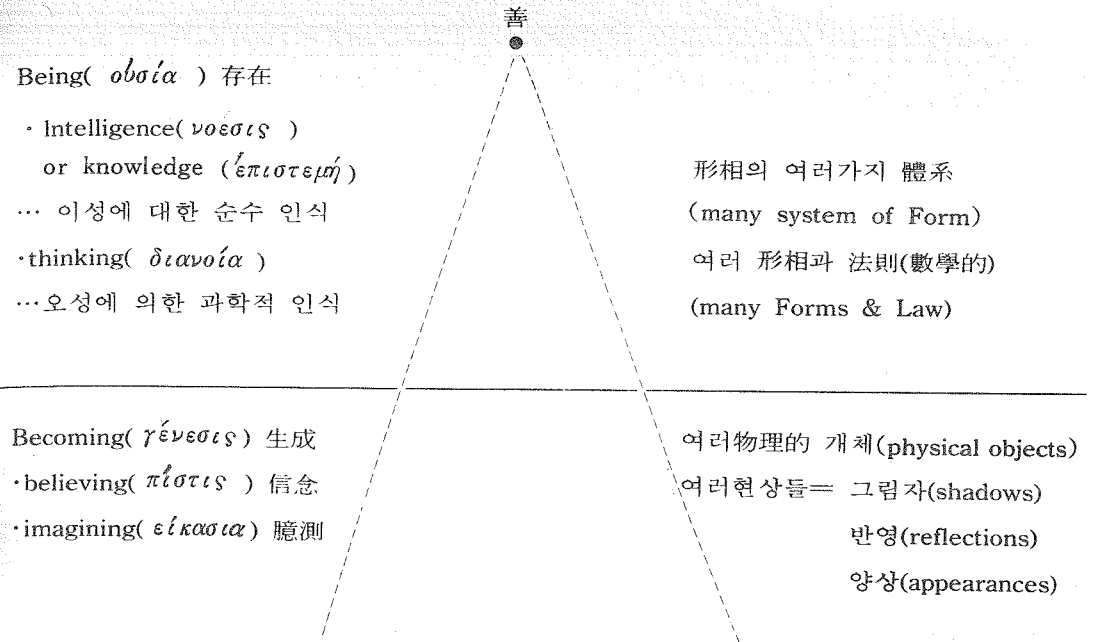 善
Being( οὐσία ) 存在
· Intelligence( νοεσις )
or knowledge (ἐπιστεμή)
… 이성에 대한 순수 인식
·thinking( διανοία )
…오성에 의한 과학적 인식
形相의 여러가지 體系
(many system of Form)
여러 形相과 法則(數學的)
(many Forms & Law)
Becoming( γένεσις) 生成
·believing( πίστις ) 信念
·imagining( είκασια) 臆測
여러物理的 개체(physical objects)
여러현상들＝ 그림자(shadows)
반영(reflections)
양상(appearances)